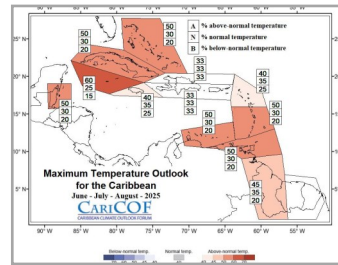 50
30
20
A % above-normal temperature
N % normal temperature
B % below-normal temperature
25°N
20°N
15°N
10°N
5°N
33
33
33
50
30
20
60
25
15
40
35
25
33
33
33
40
35
25
50
30
20
50
30
20
50
30
20
50
30
20
45
35
20
Maximum Temperature Outlook
for the Caribbean
June - July - August - 2025
CARICOF
CARIBBEAN CLIMATE OUTLOOK FORUM
90° W 85° W 80° W 75° W 70° W 65° W 60° W 55° W
Below-normal temp. Normal temp. Above-normal temp.